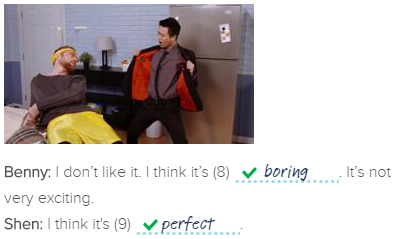 Benny: I don't like it. I think it's (8) boring. It's not
very exciting.
Shen: I think it's (9) perfect.